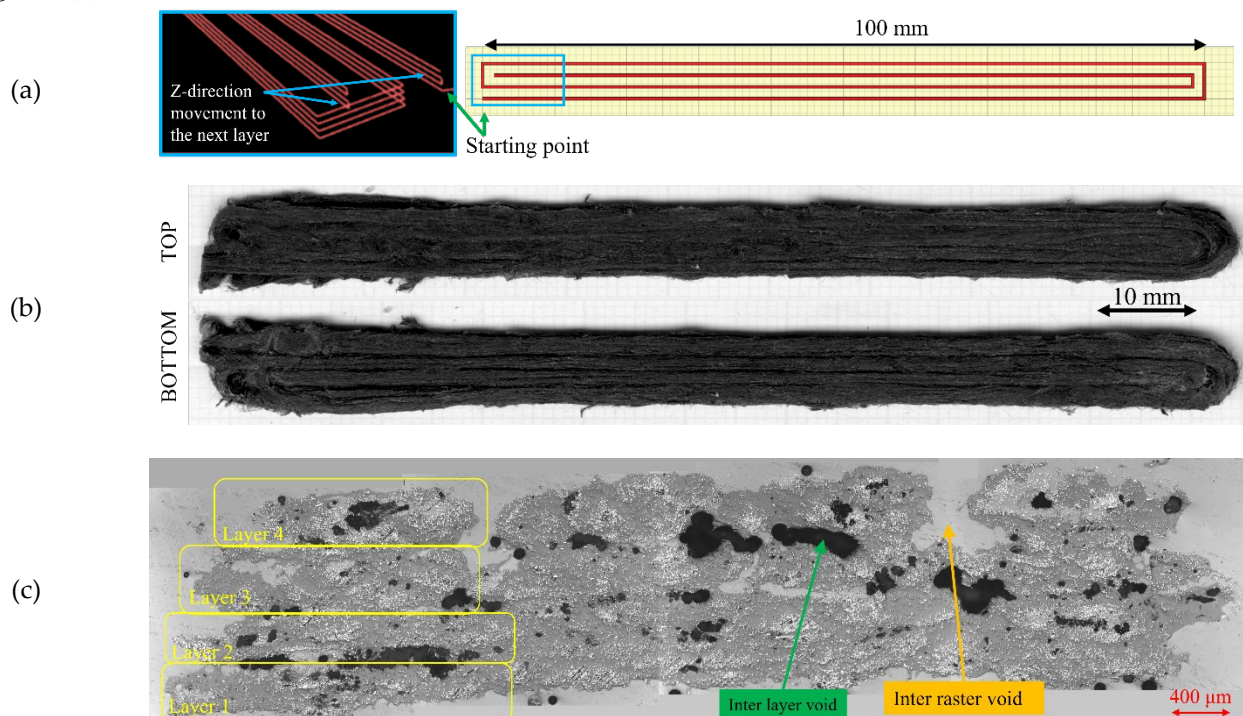 (a)
Z-direction
movement to
the next layer
Starting point
100 mm
(b)
TOP
BOTTOM
10 mm
(c)
Layer 4
Layer 3
Layer 2
Layer 1
Inter layer void
Inter raster void
400 μm